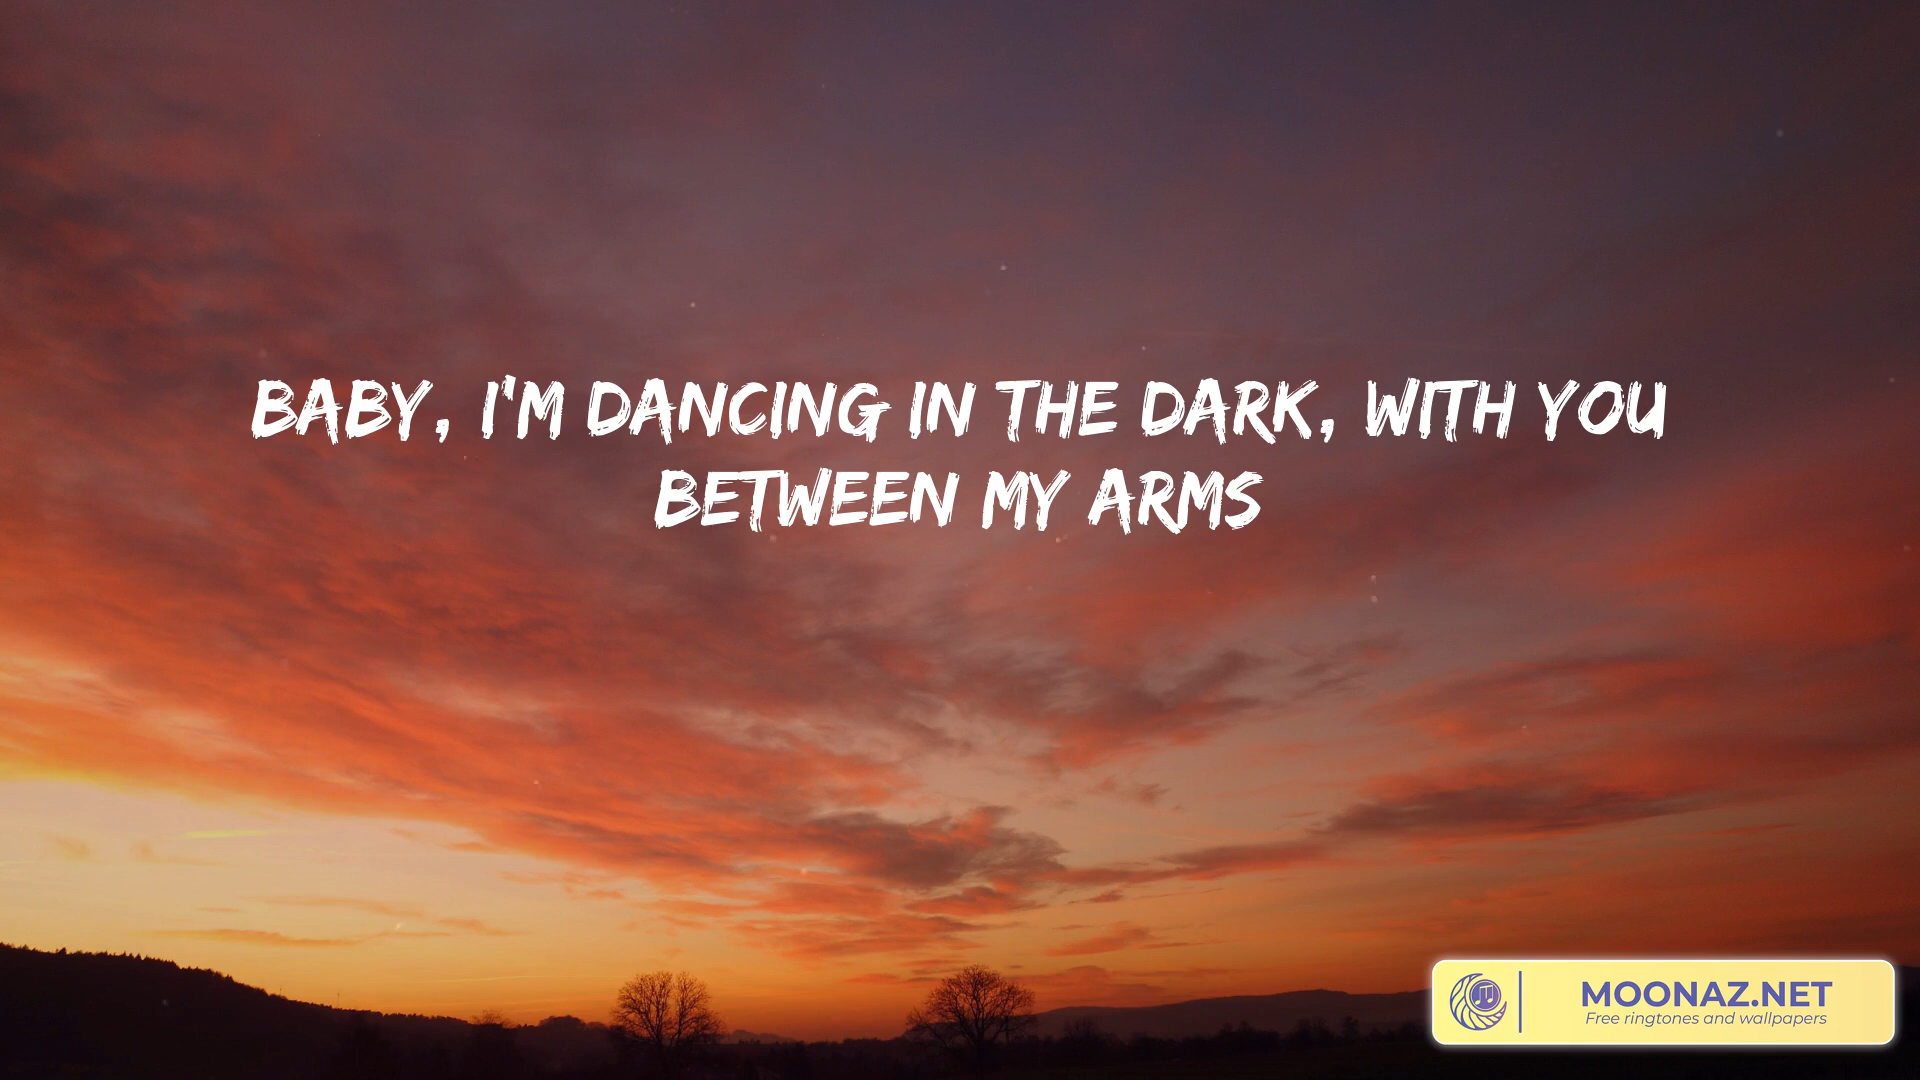 BABY, I'M DANCING IN THE DARK, WITH YOU
BETWEEN MY ARMS
MOONAZ.NET
Free ringtones and wallpapers